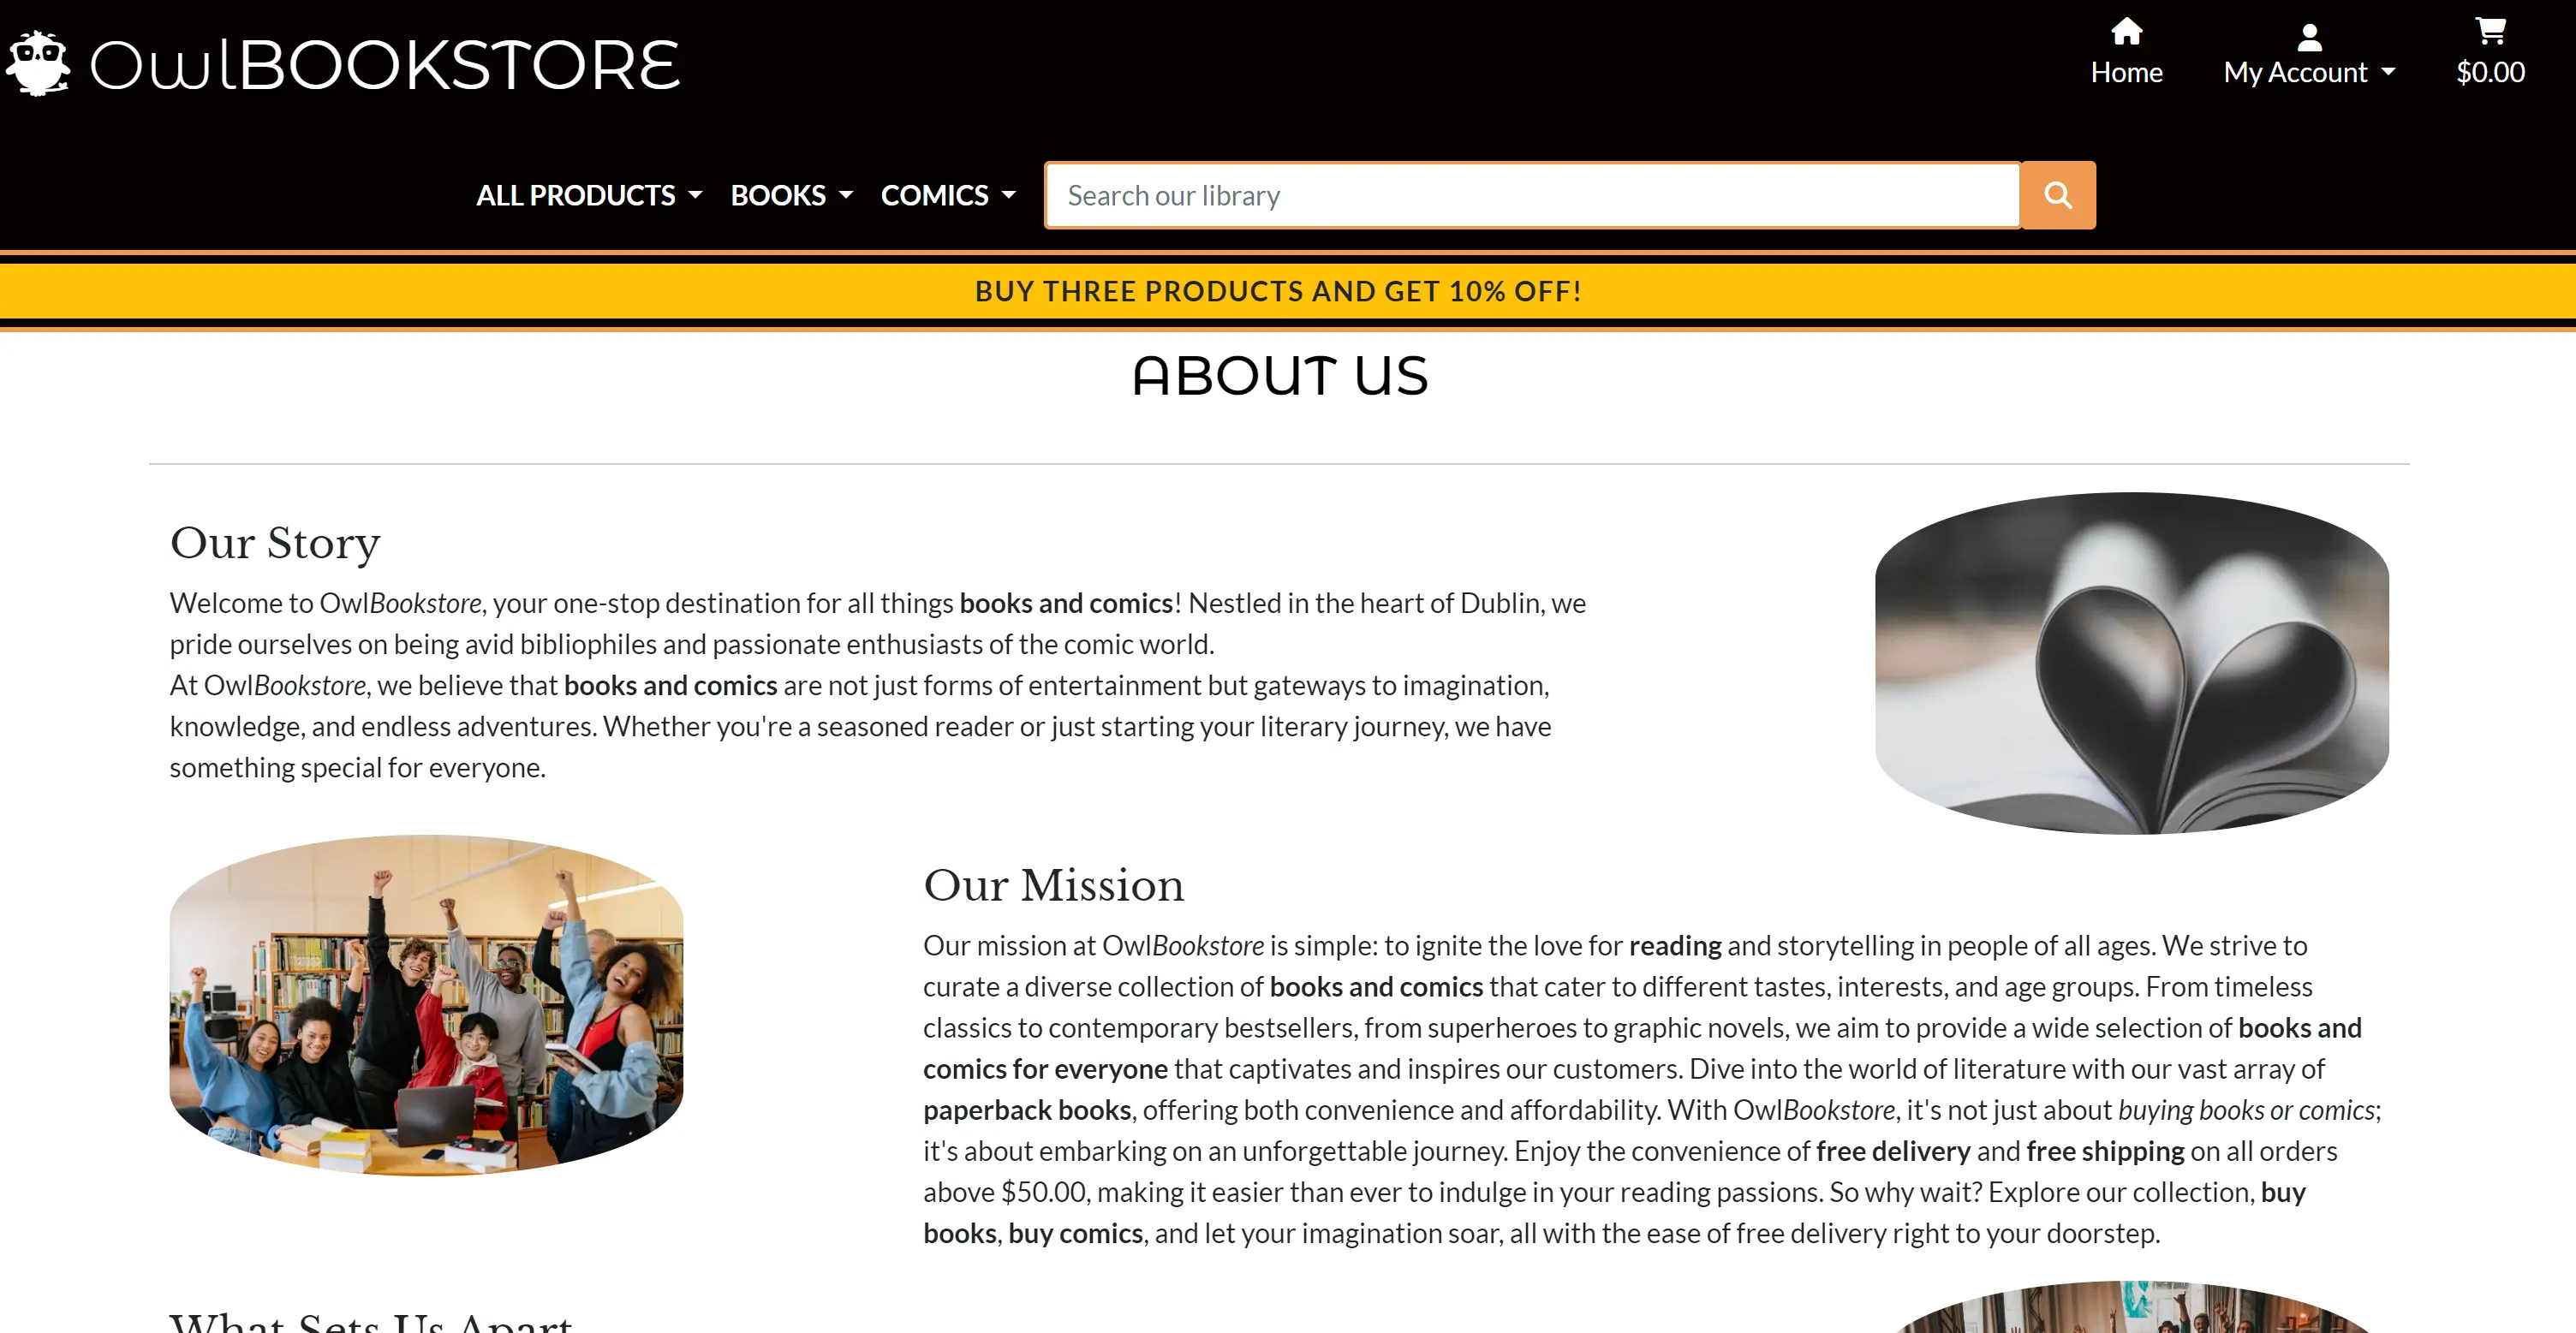 OwlBOOKSTORE
Home
My Account
$0.00
ALL PRODUCTS
BOOKS
COMICS
Search our library
BUY THREE PRODUCTS AND GET 10% OFF!
ABOUT US
Our Story
Welcome to OwlBookstore, your one-stop destination for all things books and comics! Nestled in the heart of Dublin, we
pride ourselves on being avid bibliophiles and passionate enthusiasts of the comic world.
At OwlBookstore, we believe that books and comics are not just forms of entertainment but gateways to imagination,
knowledge, and endless adventures. Whether you're a seasoned reader or just starting your literary journey, we have
something special for everyone.
Our Mission
Our mission at OwlBookstore is simple: to ignite the love for reading and storytelling in people of all ages. We strive to
curate a diverse collection of books and comics that cater to different tastes, interests, and age groups. From timeless
classics to contemporary bestsellers, from superheroes to graphic novels, we aim to provide a wide selection of books and
comics for everyone that captivates and inspires our customers. Dive into the world of literature with our vast array of
paperback books, offering both convenience and affordability. With OwlBookstore, it's not just about buying books or comics;
it's about embarking on an unforgettable journey. Enjoy the convenience of free delivery and free shipping on all orders
above $50.00, making it easier than ever to indulge in your reading passions. So why wait? Explore our collection, buy
books, buy comics, and let your imagination soar, all with the ease of free delivery right to your doorstep.
What Sets Us Apart